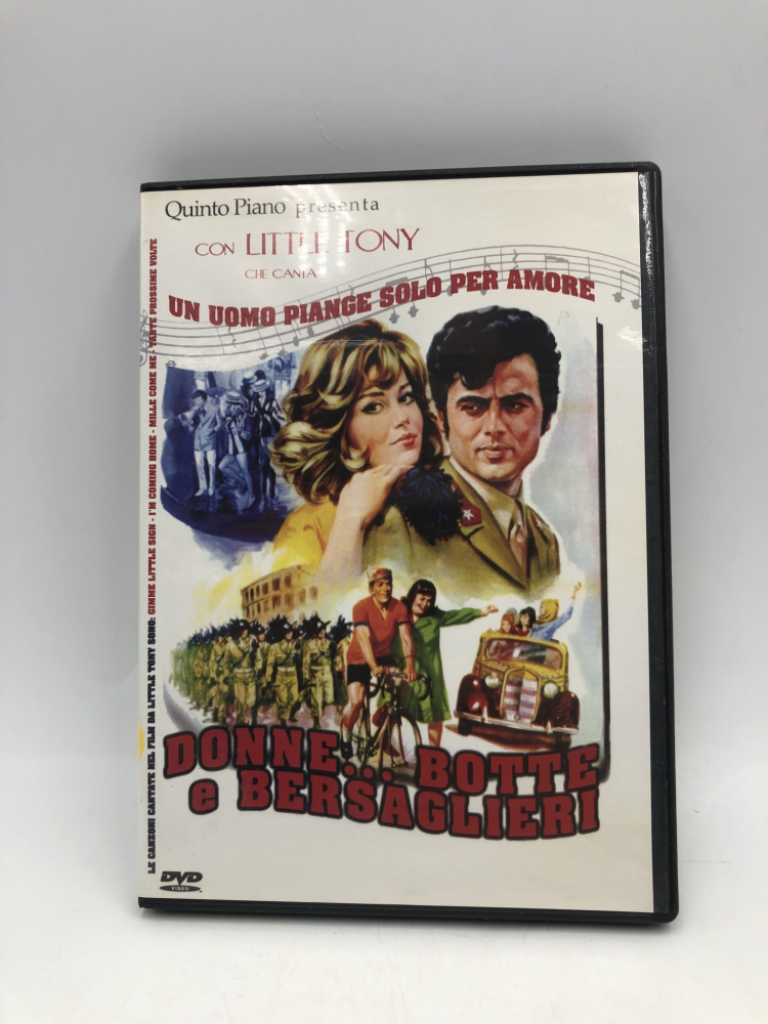 Quinto Piano presenta
CON LITTLE TONY
CHE CANTA
UN UOMO PIANGE SOLO PER AMORE
LE CANZONI CANTATE NEL FILM DA LITTLE TONY SONO: GIMME LITTLE SIGN - I'M COMING HOME - MILLE COME ME - TANTE PROSSIME VOLTE
DONNE... BOTTE
e BERSAGLIERI
DVD
VIDEO